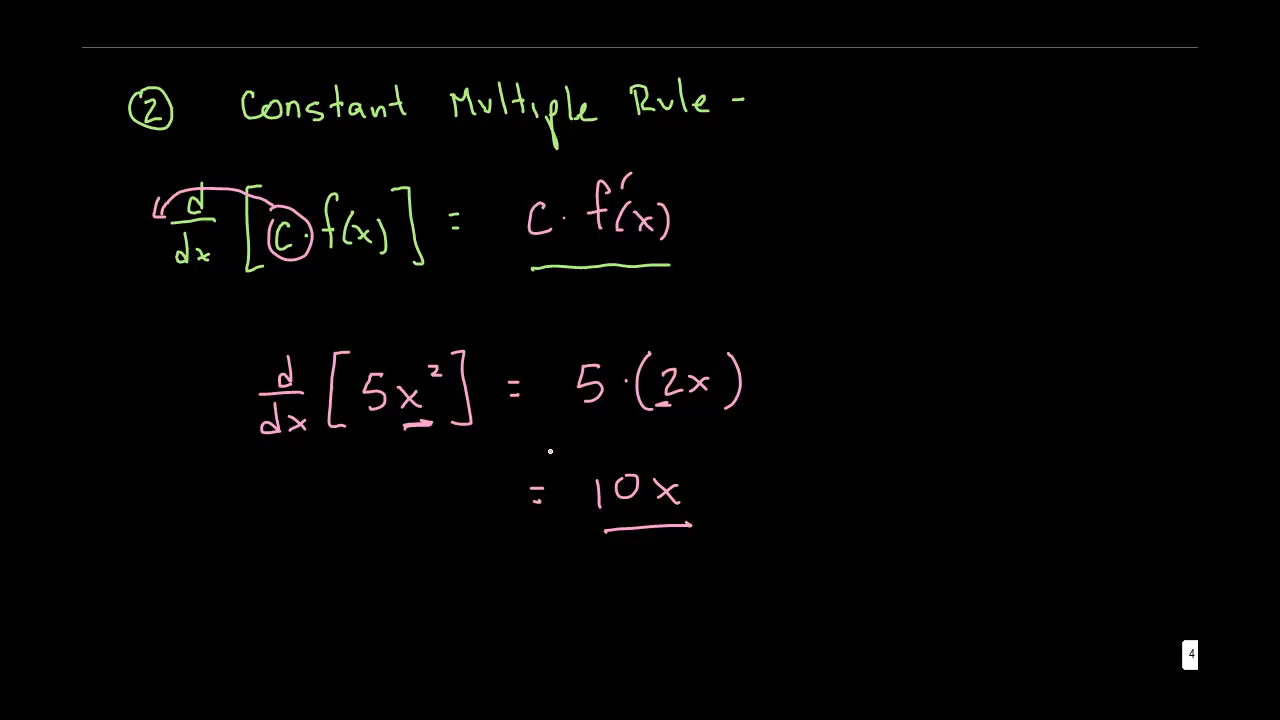 ② Constant Multiple Rule -
d/dx [c · f(x)] = c · f'(x)
d/dx [5x²] = 5 · (2x)
= 10x
4